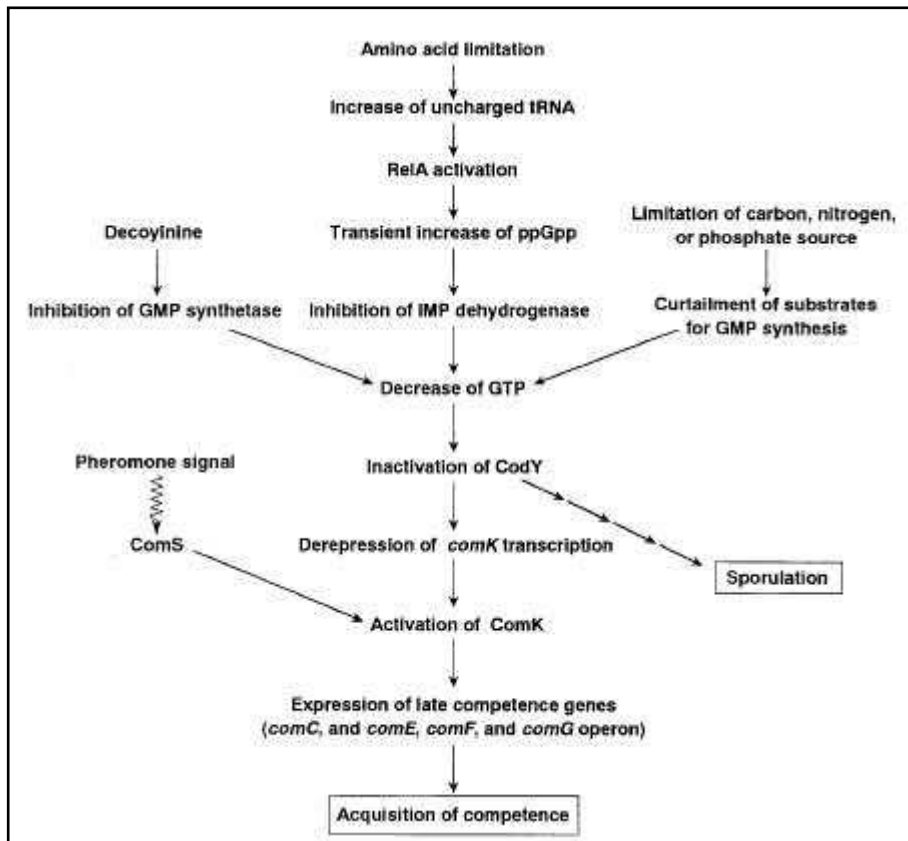 Amino acid limitation
Increase of uncharged tRNA
RelA activation
Transient increase of ppGpp
Limitation of carbon, nitrogen,
or phosphate source
Decoyinine
Inhibition of GMP synthetase
Inhibition of IMP dehydrogenase
Curtailment of substrates
for GMP synthesis
Decrease of GTP
Pheromone signal
Inactivation of CodY
ComS
Derepression of comK transcription
Sporulation
Activation of ComK
Expression of late competence genes
(comC, and comE, comF, and comG operon)
Acquisition of competence